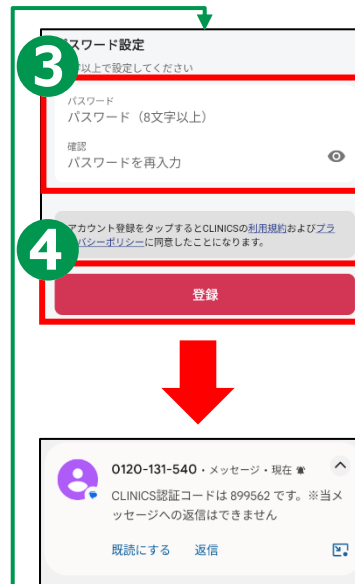 パスワード設定
3
字以上で設定してください
パスワード
パスワード（8文字以上）
確認
パスワードを再入力
4
アカウント登録をタップするとCLINICSの利用規約およびプラ
バシーポリシーに同意したことになります。
登録
0120-131-540・メッセージ・現在
CLINICS認証コードは 899562 です。※当メ
ッセージへの返信はできません
既読にする　返信